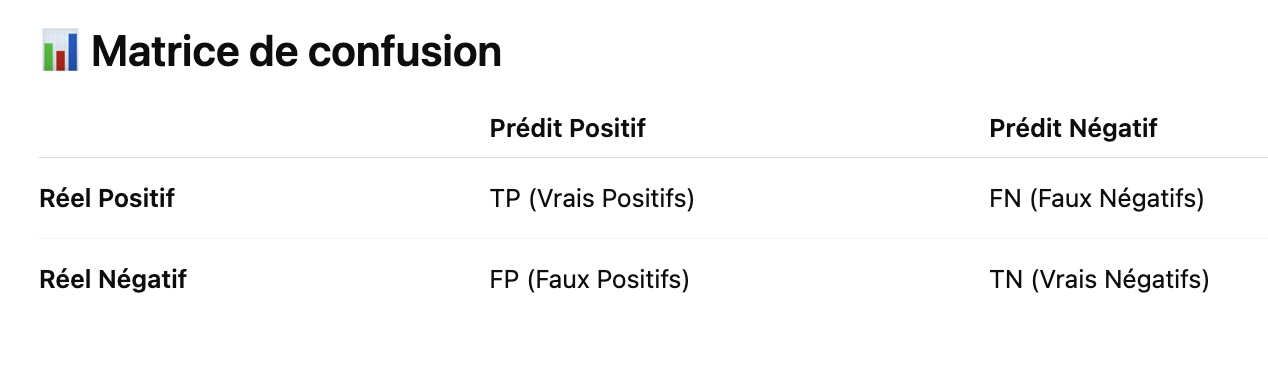 📊 Matrice de confusion
Prédit Positif Prédit Négatif
Réel Positif TP (Vrais Positifs) FN (Faux Négatifs)
Réel Négatif FP (Faux Positifs) TN (Vrais Négatifs)